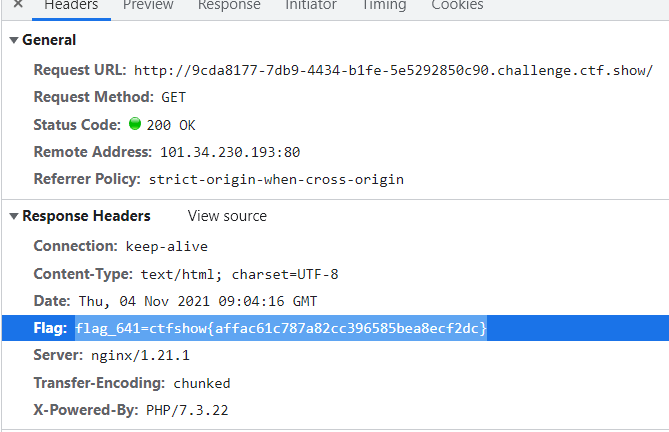 Headers Preview Response Initiator Timing Cookies
General
Request URL: http://9cda8177-7db9-4434-b1fe-5e5292850c90.challenge.ctf.show/
Request Method: GET
Status Code: 200 OK
Remote Address: 101.34.230.193:80
Referrer Policy: strict-origin-when-cross-origin
Response Headers View source
Connection: keep-alive
Content-Type: text/html; charset=UTF-8
Date: Thu, 04 Nov 2021 09:04:16 GMT
Flag: flag_641=ctfshow{affac61c787a82cc396585bea8ecf2dc}
Server: nginx/1.21.1
Transfer-Encoding: chunked
X-Powered-By: PHP/7.3.22